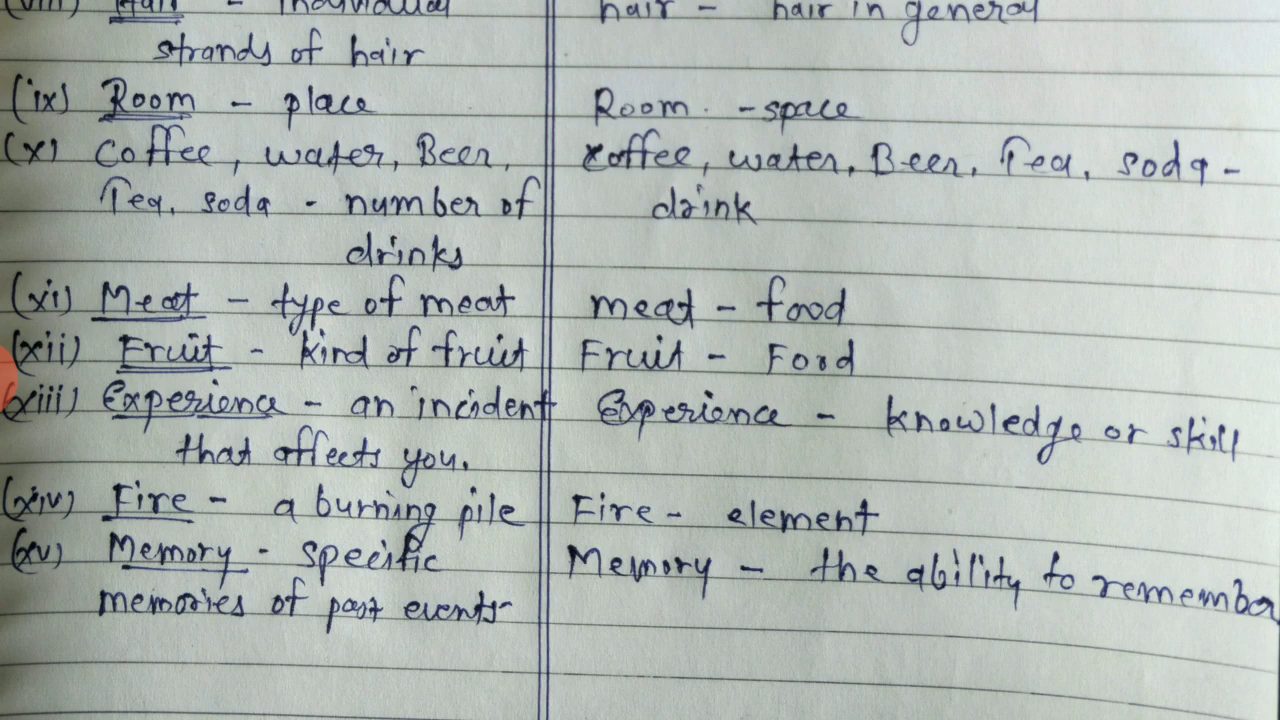 (viii) Hair - Individual hair - hair in general
strands of hair
(ix) Room - place Room. - space
(x) Coffee, water, Beer, Coffee, water, Beer, Tea, soda -
Tea, soda - number of drink
drinks
(xi) Meat - type of meat meat - food
(xii) Fruit - Kind of fruit Fruit - Food
(xiii) Experience - an incident Experience - knowledge or skill
that affects you.
(xiv) Fire - a burning pile Fire - element
(xv) Memory - specific Memory - the ability to remember
memories of past events-